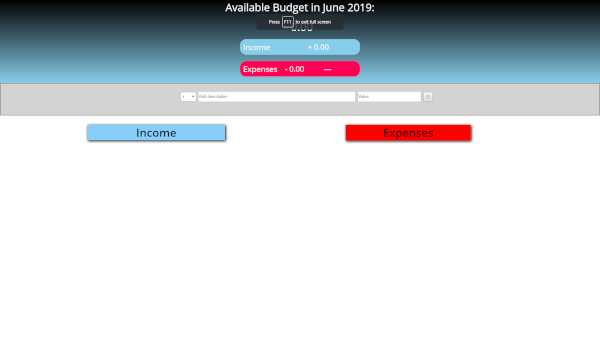 Available Budget in June 2019:
Press F11 to exit full screen
0.00
Income + 0.00
Expenses - 0.00 ---
+ Add description Value
Income Expenses